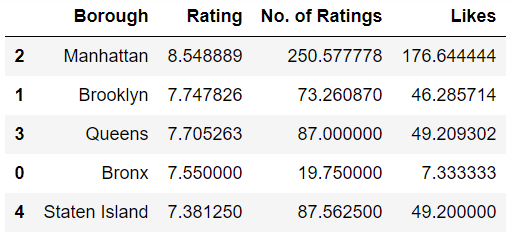 Borough Rating No. of Ratings Likes
2 Manhattan 8.548889 250.577778 176.644444
1 Brooklyn 7.747826 73.260870 46.285714
3 Queens 7.705263 87.000000 49.209302
0 Bronx 7.550000 19.750000 7.333333
4 Staten Island 7.381250 87.562500 49.200000